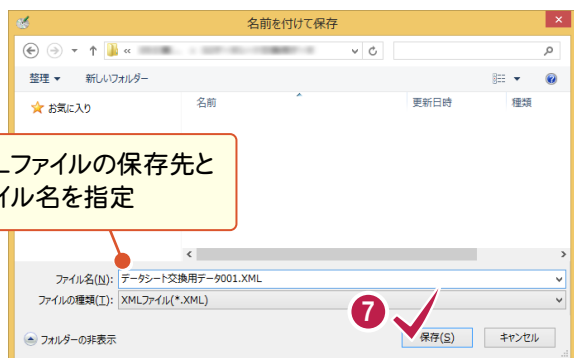 名前を付けて保存
«
整理 ▼ 新しいフォルダー
お気に入り
名前 更新日時 種類
Lファイルの保存先と
イル名を指定
ファイル名(N): データシート交換用データ001.XML
ファイルの種類(T): XMLファイル(*.XML)
7
フォルダーの非表示 保存(S) キャンセル